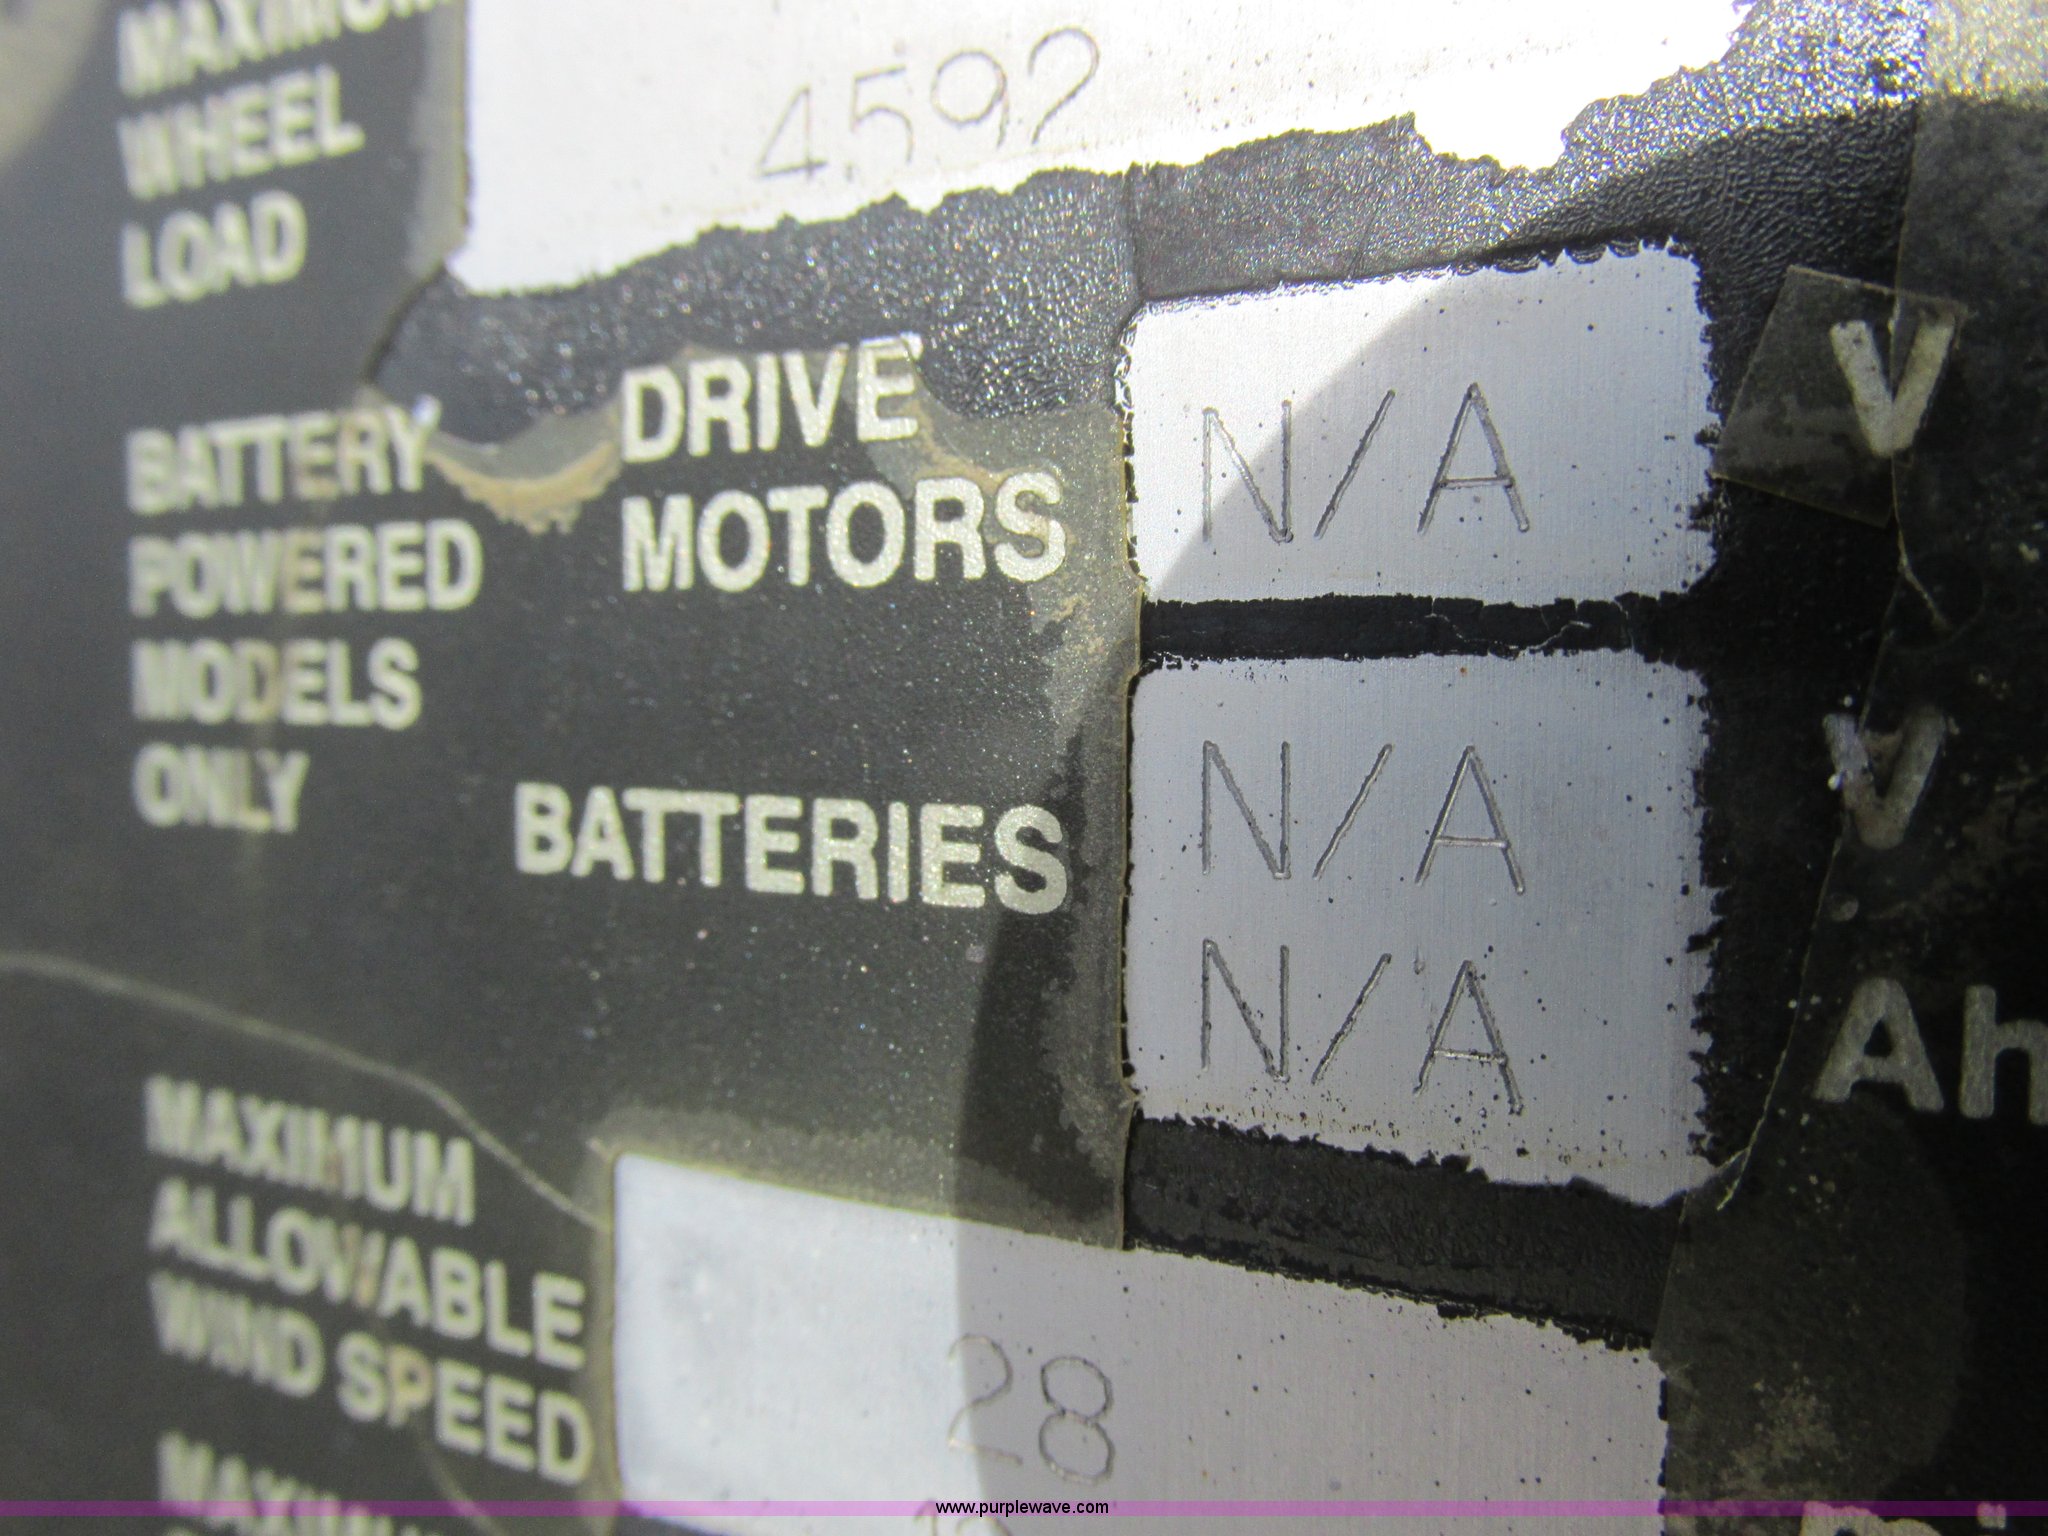 MAXIMUM
WHEEL
LOAD
4592
BATTERY
POWERED
MODELS
ONLY
DRIVE
MOTORS
N/A
V
BATTERIES
N/A
V
N/A
Ah
MAXIMUM
ALLOWABLE
WIND SPEED
28
www.purplewave.com